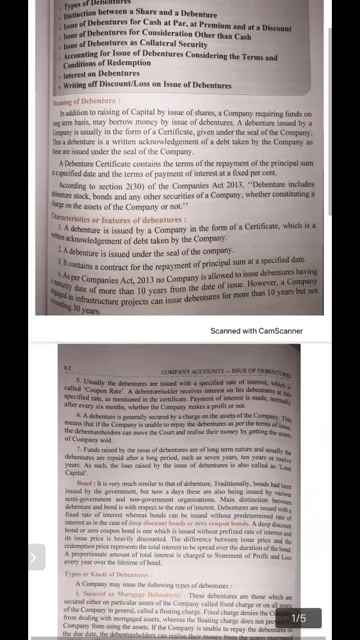 • Types of Debentures
• Distinction between a Share and a Debenture
• Issue of Debentures for Cash at Par, at Premium and at a Discount
• Issue of Debentures for Consideration Other than Cash
• Issue of Debentures as Collateral Security
• Accounting for Issue of Debentures Considering the Terms and
Conditions of Redemption
• Interest on Debentures
• Writing off Discount/Loss on Issue of Debentures
Meaning of Debenture :
In addition to raising of Capital by issue of shares, a Company requiring funds on
long term basis, may borrow money by issue of debentures. A debenture issued by a
Company is usually in the form of a Certificate, given under the seal of the Company.
Thus a debenture is a written acknowledgement of a debt taken by the Company as
these are issued under the seal of the Company.
A Debenture Certificate contains the terms of the repayment of the principal sum
at a specified date and the terms of payment of interest at a fixed per cent.
According to section 2(30) of the Companies Act 2013, "Debenture includes
debenture stock, bonds and any other securities of a Company, whether constituting a
charge on the assets of the Company or not."
Characteristics or features of debentures :
1. A debenture is issued by a Company in the form of a Certificate, which is a
written acknowledgement of debt taken by the Company.
2. A debenture is issued under the seal of the company.
3. It contains a contract for the repayment of principal sum at a specified date.
4. As per Companies Act, 2013 no Company is allowed to issue debentures having
a maturity date of more than 10 years from the date of issue. However, a Company
engaged in infrastructure projects can issue debentures for more than 10 years but not
exceeding 30 years.
Scanned with CamScanner
8.2 COMPANY ACCOUNTS — ISSUE OF DEBENTURES
5. Usually the debentures are issued with a specified rate of interest, which is
called 'Coupon Rate' A debentureholder receives interest on his debentures at this
specified rate, as mentioned in the certificate. Payment of interest is made, normally
after every six months, whether the Company makes a profit or not.
6. A debenture is generally secured by a charge on the assets of the Company. This
means that if the Company is unable to repay the debentures as per the terms of issue,
the debentureholders can move the Court and realise their money by getting the assets
of Company sold.
7. Funds raised by the issue of debentures are of long term nature and usually the
debentures are repaid after a long period, such as seven years, ten years or twelve
years. As such, the loan raised by the issue of debentures is also called as 'Loan
Capital'.
Bond : It is very much similar to that of debenture. Traditionally, bonds had been
issued by the government, but now a days these are also being issued by various
semi-government and non-government organisations. Main distinction between
debenture and bond is with respect to the rate of interest. Debentures are issued with a
fixed rate of interest whereas bonds can be issued without predetermined rate of
interest as in the case of deep discount bonds or zero coupon bonds. A deep discount
bond or zero coupon bond is one which is issued without prefixed rate of interest and
its issue price is heavily discounted. The difference between issue price and the
redemption price represents the total interest to be spread over the duration of the bond.
A proportionate amount of total interest is charged to Statement of Profit and Loss
every year over the lifetime of bond.
Types or Kinds of Debentures :
A Company may issue the following types of debentures :
1. Secured or Mortgage Debentures : These debentures are those which are
secured either on particular assets of the Company called fixed charge or on all assets
of the Company in general, called a floating charge. Fixed charge denies the Company
from dealing with mortgaged assets, whereas the floating charge does not prevent
Company from using the assets. If the Company is unable to repay the debentures on
the due date, the debentureholders can realise their money from the assets
1/5